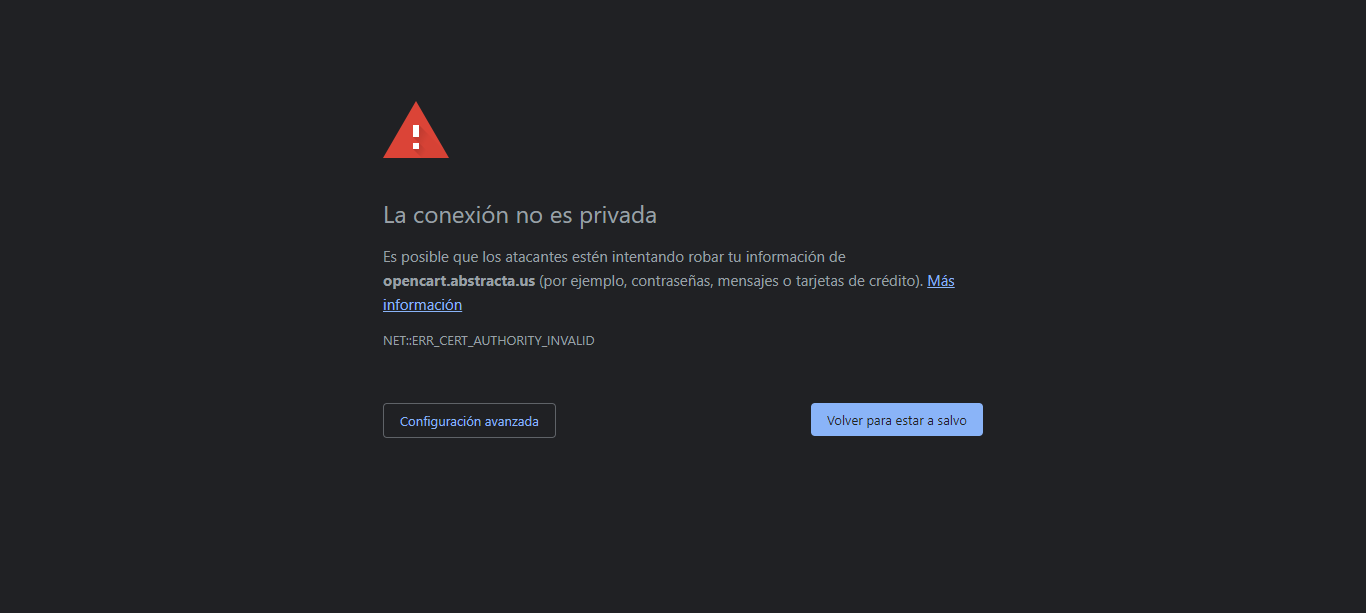 La conexión no es privada
Es posible que los atacantes estén intentando robar tu información de
opencart.abstracta.us (por ejemplo, contraseñas, mensajes o tarjetas de crédito). Más
información
NET::ERR_CERT_AUTHORITY_INVALID
Configuración avanzada
Volver para estar a salvo